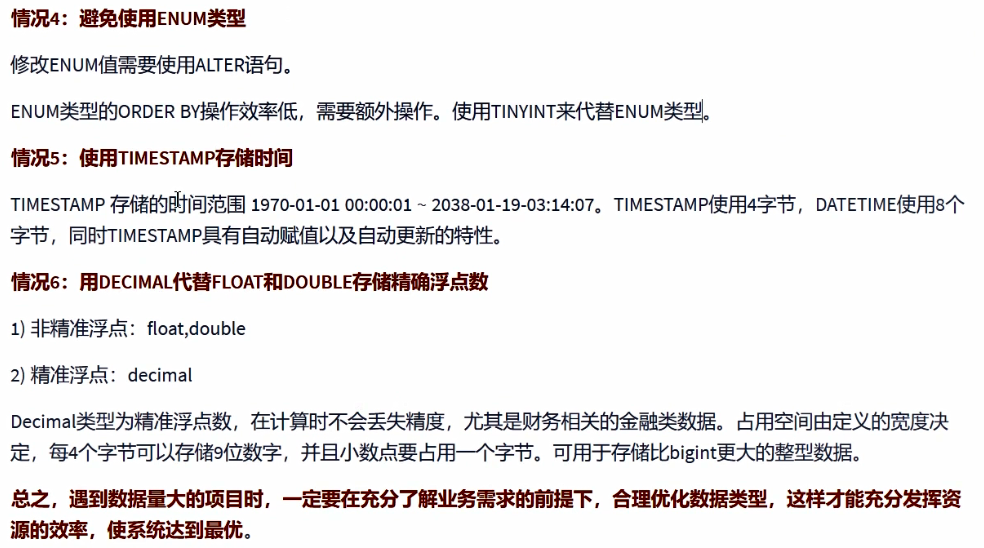 情况4：避免使用ENUM类型
修改ENUM值需要使用ALTER语句。
ENUM类型的ORDER BY操作效率低，需要额外操作。使用TINYINT来代替ENUM类型。
情况5：使用TIMESTAMP存储时间
TIMESTAMP 存储的时间范围 1970-01-01 00:00:01 ~ 2038-01-19-03:14:07。TIMESTAMP使用4字节，DATETIME使用8个
字节，同时TIMESTAMP具有自动赋值以及自动更新的特性。
情况6：用DECIMAL代替FLOAT和DOUBLE存储精确浮点数
1) 非精准浮点：float,double
2) 精准浮点：decimal
Decimal类型为精准浮点数，在计算时不会丢失精度，尤其是财务相关的金融类数据。占用空间由定义的宽度决
定，每4个字节可以存储9位数字，并且小数点要占用一个字节。可用于存储比bigint更大的整型数据。
总之，遇到数据量大的项目时，一定要在充分了解业务需求的前提下，合理优化数据类型，这样才能充分发挥资
源的效率，使系统达到最优。